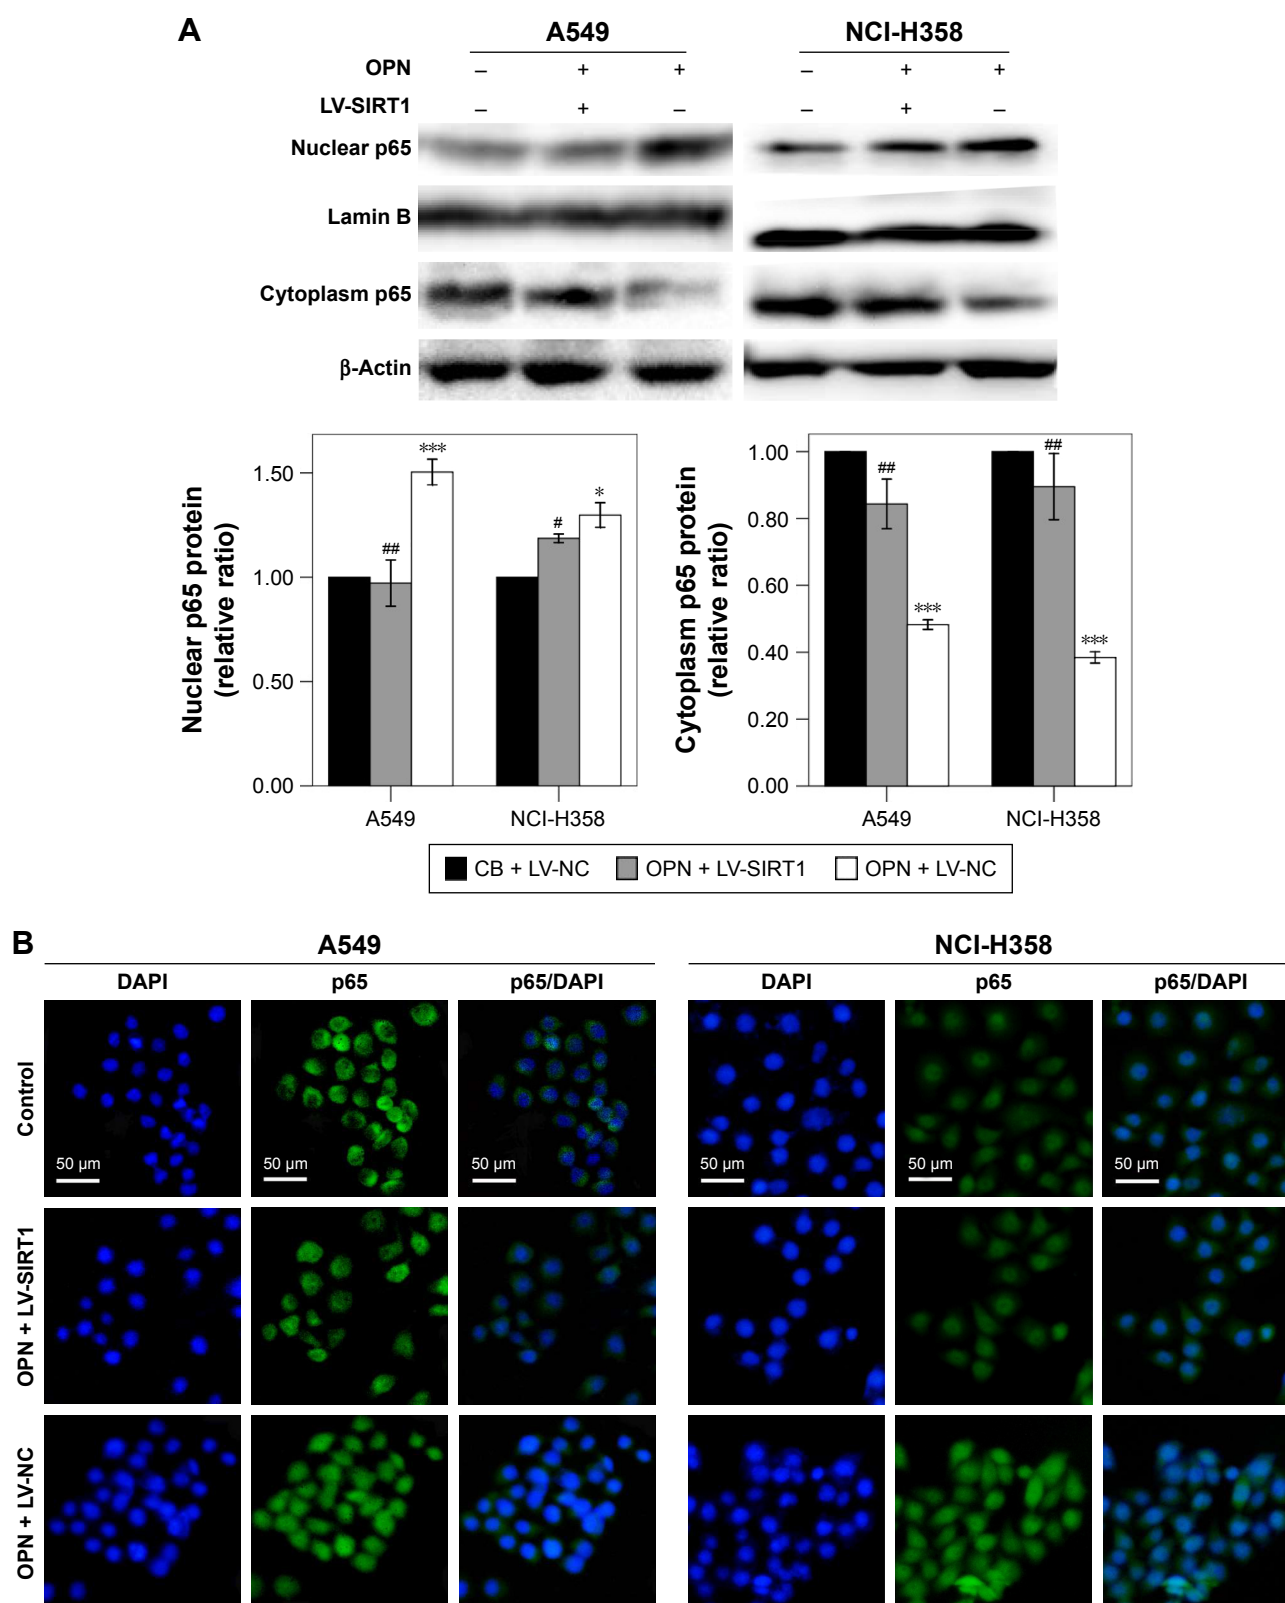 A
A549 NCI-H358
OPN – + + – + +
LV-SIRT1 – + – – + –
Nuclear p65
Lamin B
Cytoplasm p65
β-Actin
Nuclear p65 protein
(relative ratio)
1.50
1.00
0.50
0.00
## *** # *
A549 NCI-H358
Cytoplasm p65 protein
(relative ratio)
1.00
0.80
0.60
0.40
0.20
0.00
## *** ## ***
A549 NCI-H358
CB + LV-NC OPN + LV-SIRT1 OPN + LV-NC
B
A549 NCI-H358
DAPI p65 p65/DAPI DAPI p65 p65/DAPI
Control
50 µm 50 µm 50 µm 50 µm 50 µm 50 µm
OPN + LV-SIRT1
OPN + LV-NC